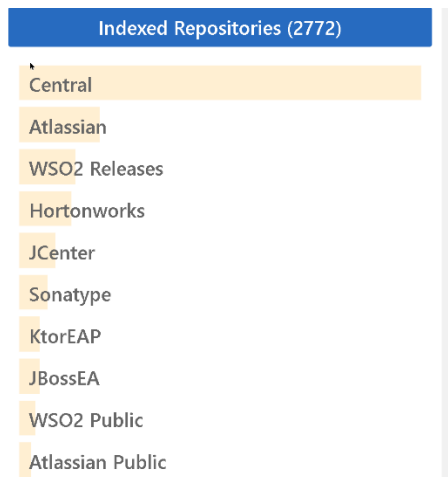 Indexed Repositories (2772)
Central
Atlassian
WSO2 Releases
Hortonworks
JCenter
Sonatype
KtorEAP
JBossEA
WSO2 Public
Atlassian Public